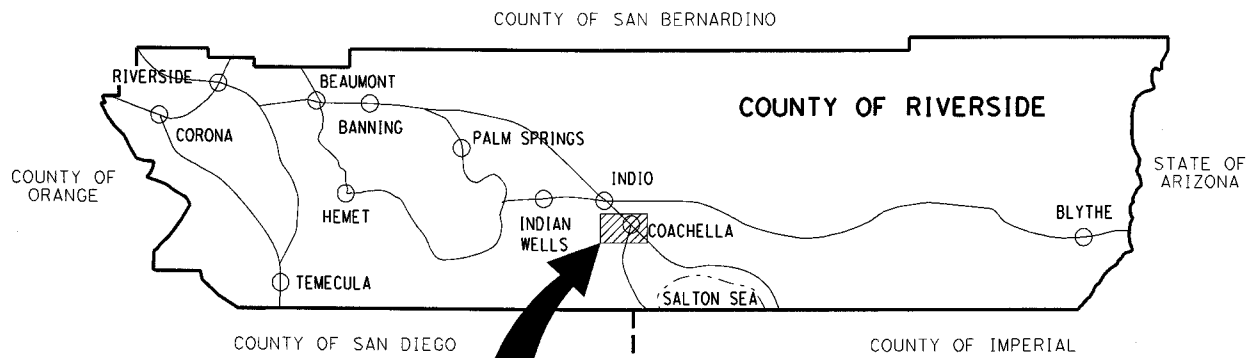 COUNTY OF SAN BERNARDINO
RIVERSIDE
BEAUMONT
COUNTY OF RIVERSIDE
CORONA
BANNING
PALM SPRINGS
COUNTY OF
ORANGE
STATE OF
ARIZONA
HEMET
INDIO
INDIAN
WELLS
COACHELLA
BLYTHE
TEMECULA
SALTON SEA
COUNTY OF SAN DIEGO
COUNTY OF IMPERIAL